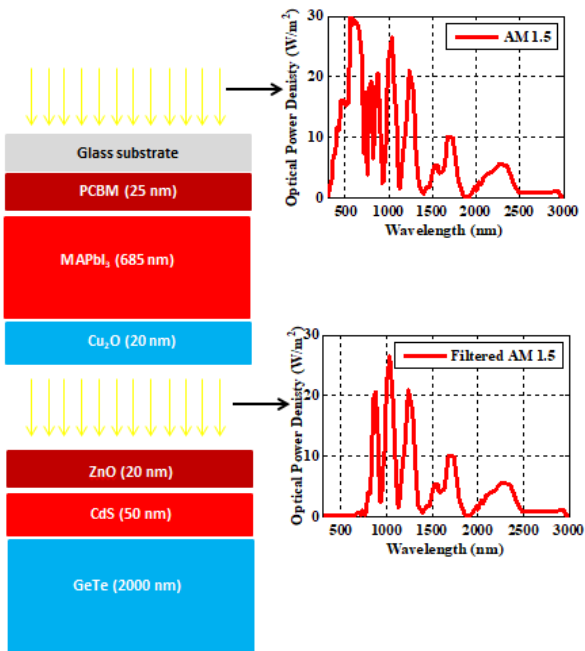 Glass substrate
PCBM (25 nm)
MAPbI₃ (685 nm)
Cu₂O (20 nm)
ZnO (20 nm)
CdS (50 nm)
GeTe (2000 nm)
Optical Power Denisty (W/m²)
30
20
10
0
AM 1.5
500 1000 1500 2000 2500 3000
Wavelength (nm)
Optical Power Denisty (W/m²)
30
20
10
0
Filtered AM 1.5
500 1000 1500 2000 2500 3000
Wavelength (nm)